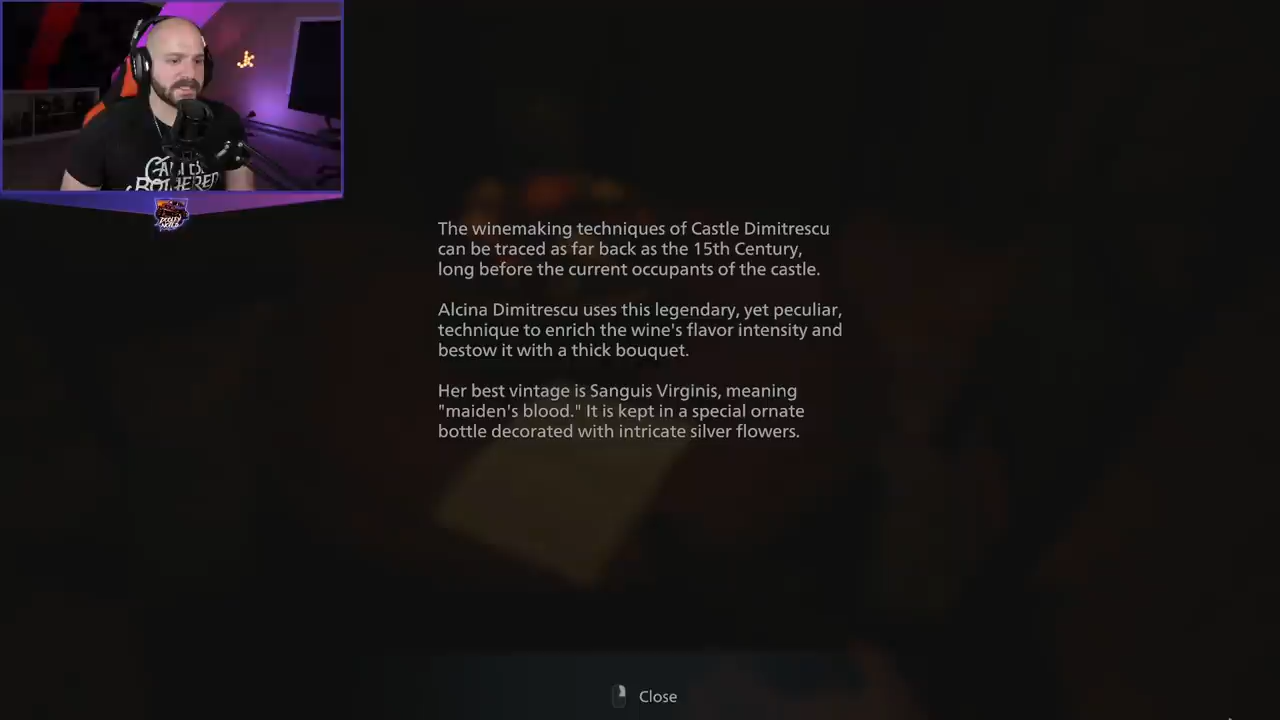 CAN'T BE
BOTHERED
The winemaking techniques of Castle Dimitrescu
can be traced as far back as the 15th Century,
long before the current occupants of the castle.
Alcina Dimitrescu uses this legendary, yet peculiar,
technique to enrich the wine's flavor intensity and
bestow it with a thick bouquet.
Her best vintage is Sanguis Virginis, meaning
"maiden's blood." It is kept in a special ornate
bottle decorated with intricate silver flowers.
Close